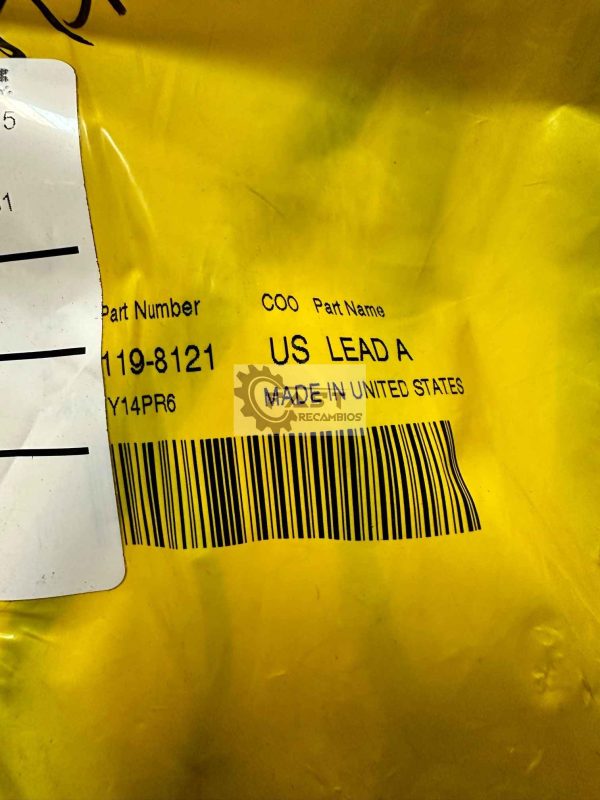 5
1
Part Number COO Part Name
119-8121 US LEAD A
Y14PR6 MADE IN UNITED STATES
RECAMBIOS